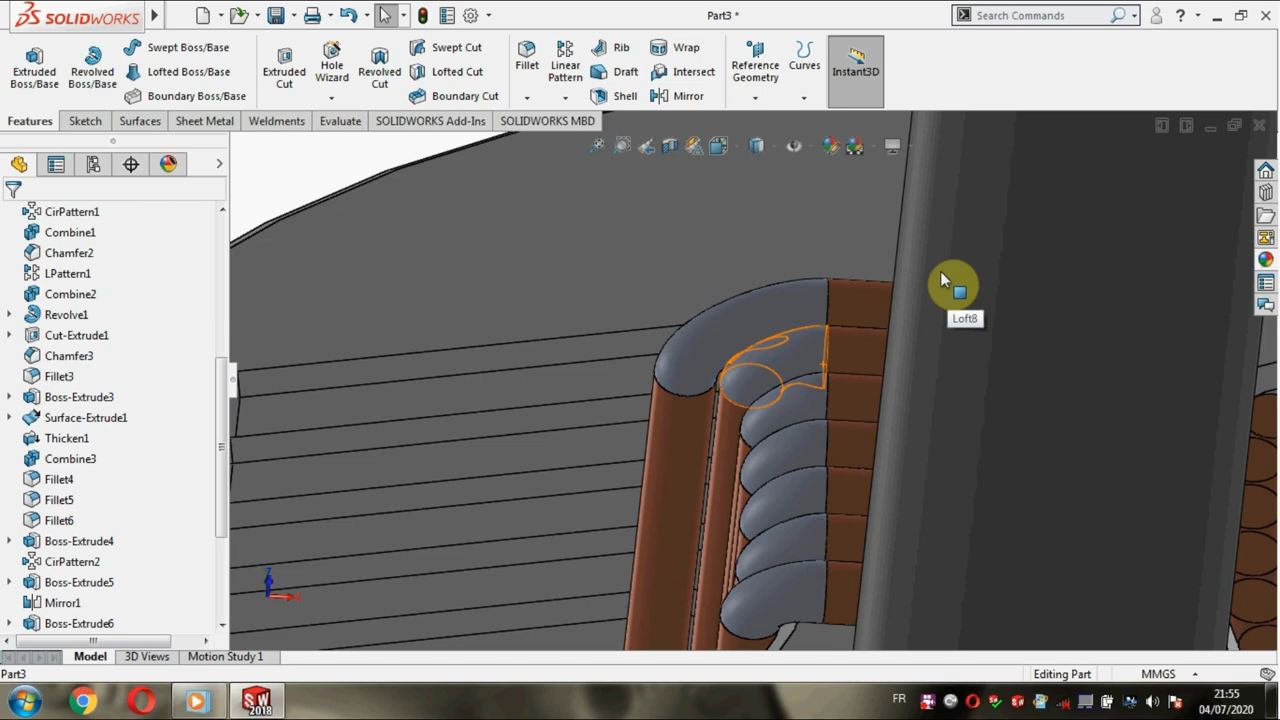 SOLIDWORKS
Part3 *
Search Commands
Extruded Boss/Base
Revolved Boss/Base
Swept Boss/Base
Lofted Boss/Base
Boundary Boss/Base
Extruded Cut
Hole Wizard
Revolved Cut
Swept Cut
Lofted Cut
Boundary Cut
Fillet
Linear Pattern
Rib
Draft
Shell
Wrap
Intersect
Mirror
Reference Geometry
Curves
Instant3D
Features
Sketch
Surfaces
Sheet Metal
Weldments
Evaluate
SOLIDWORKS Add-Ins
SOLIDWORKS MBD
CirPattern1
Combine1
Chamfer2
LPattern1
Combine2
Revolve1
Cut-Extrude1
Chamfer3
Fillet3
Boss-Extrude3
Surface-Extrude1
Thicken1
Combine3
Fillet4
Fillet5
Fillet6
Boss-Extrude4
CirPattern2
Boss-Extrude5
Mirror1
Boss-Extrude6
Loft8
Z
Model
3D Views
Motion Study 1
Part3
Editing Part
MMGS
SW
2018
FR
21:55
04/07/2020